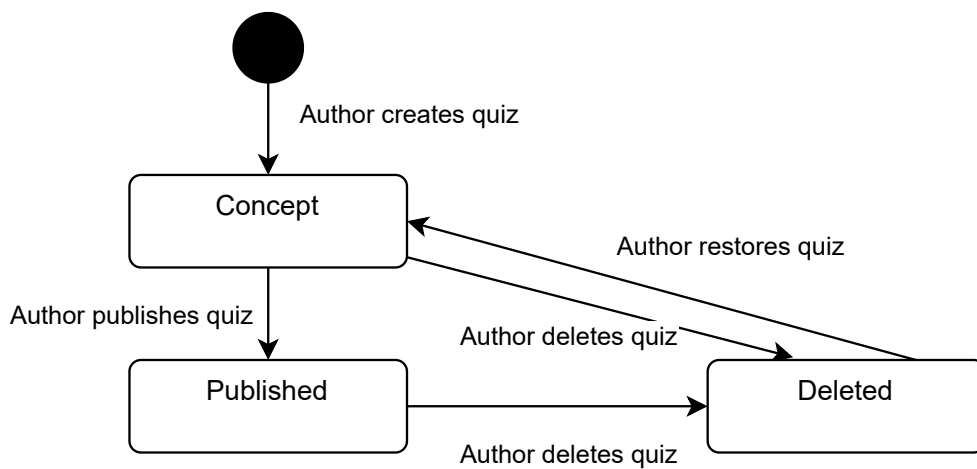 Author creates quiz
Concept
Author restores quiz
Author publishes quiz
Author deletes quiz
Published
Deleted
Author deletes quiz